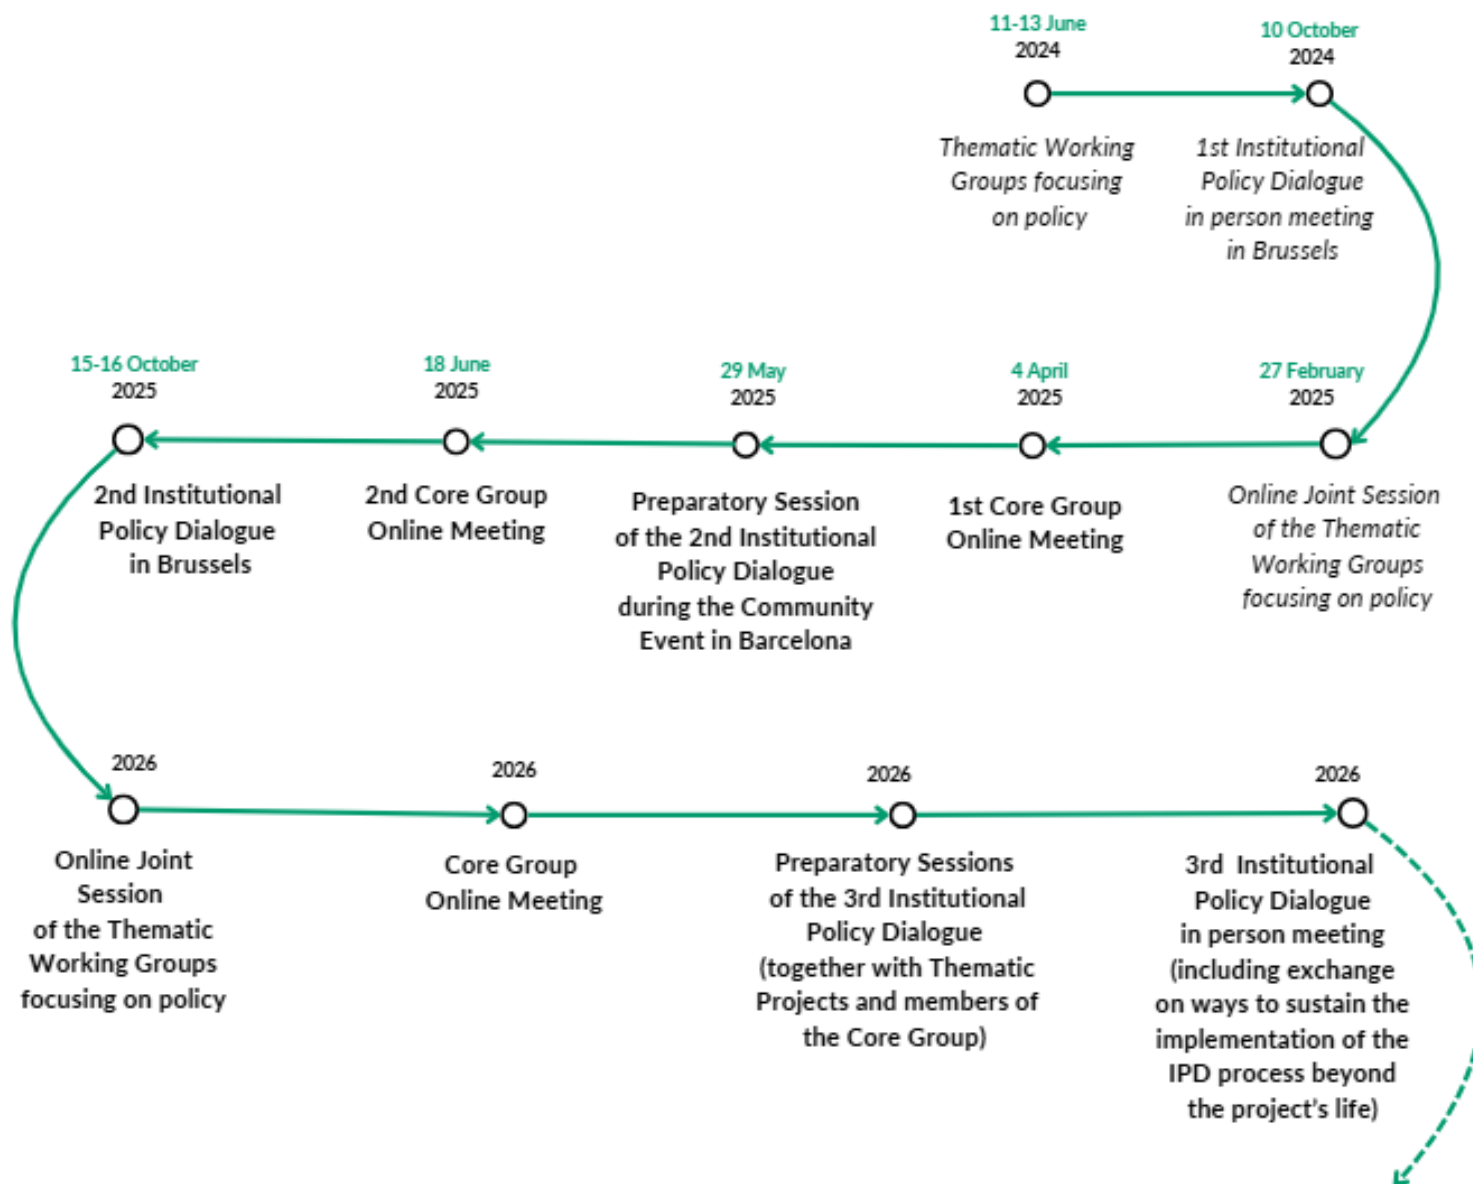 11-13 June
2024
Thematic Working
Groups focusing
on policy
10 October
2024
1st Institutional
Policy Dialogue
in person meeting
in Brussels
27 February
2025
Online Joint Session
of the Thematic
Working Groups
focusing on policy
4 April
2025
1st Core Group
Online Meeting
29 May
2025
Preparatory Session
of the 2nd Institutional
Policy Dialogue
during the Community
Event in Barcelona
18 June
2025
2nd Core Group
Online Meeting
15-16 October
2025
2nd Institutional
Policy Dialogue
in Brussels
2026
Online Joint
Session
of the Thematic
Working Groups
focusing on policy
2026
Core Group
Online Meeting
2026
Preparatory Sessions
of the 3rd Institutional
Policy Dialogue
(together with Thematic
Projects and members of
the Core Group)
2026
3rd Institutional
Policy Dialogue
in person meeting
(including exchange
on ways to sustain the
implementation of the
IPD process beyond
the project's life)